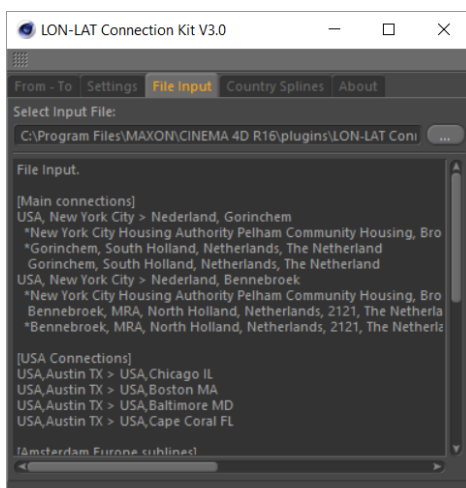 LON-LAT Connection Kit V3.0
From - To Settings File Input Country Splines About
Select Input File:
C:\Program Files\MAXON\CINEMA 4D R16\plugins\LON-LAT Coni ...
File Input.
[Main connections]
USA, New York City > Nederland, Gorinchem
*New York City Housing Authority Pelham Community Housing, Bro
*Gorinchem, South Holland, Netherlands, The Netherland
Gorinchem, South Holland, Netherlands, The Netherland
USA, New York City > Nederland, Bennebroek
*New York City Housing Authority Pelham Community Housing, Bro
Bennebroek, MRA, North Holland, Netherlands, 2121, The Netherla
*Bennebroek, MRA, North Holland, Netherlands, 2121, The Netherla
[USA Connections]
USA,Austin TX > USA,Chicago IL
USA,Austin TX > USA,Boston MA
USA,Austin TX > USA,Baltimore MD
USA,Austin TX > USA,Cape Coral FL
[Amsterdam Europe sublines]